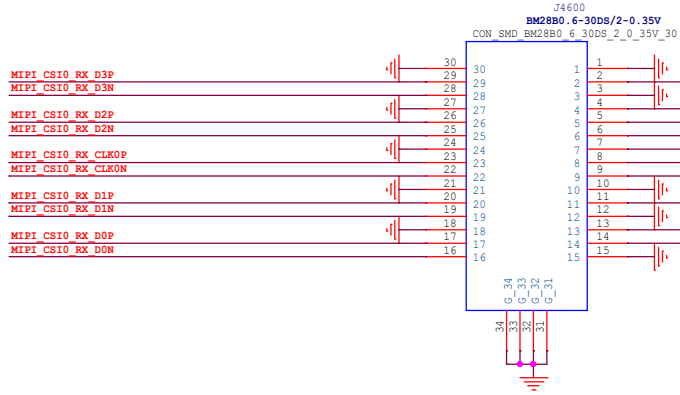 J4600
BM28B0.6-30DS/2-0.35V
CON_SMD_BM28B0_6_30DS_2_0_35V_30
30 30 1 1
MIPI_CSI0_RX_D3P 29 29 2 2
MIPI_CSI0_RX_D3N 28 28 3 3
27 27 4 4
MIPI_CSI0_RX_D2P 26 26 5 5
MIPI_CSI0_RX_D2N 25 25 6 6
24 24 7 7
MIPI_CSI0_RX_CLK0P 23 23 8 8
MIPI_CSI0_RX_CLK0N 22 22 9 9
21 21 10 10
MIPI_CSI0_RX_D1P 20 20 11 11
MIPI_CSI0_RX_D1N 19 19 12 12
18 18 13 13
MIPI_CSI0_RX_D0P 17 17 14 14
MIPI_CSI0_RX_D0N 16 16 15 15
G_34 G_33 G_32 G_31
34 33 32 31